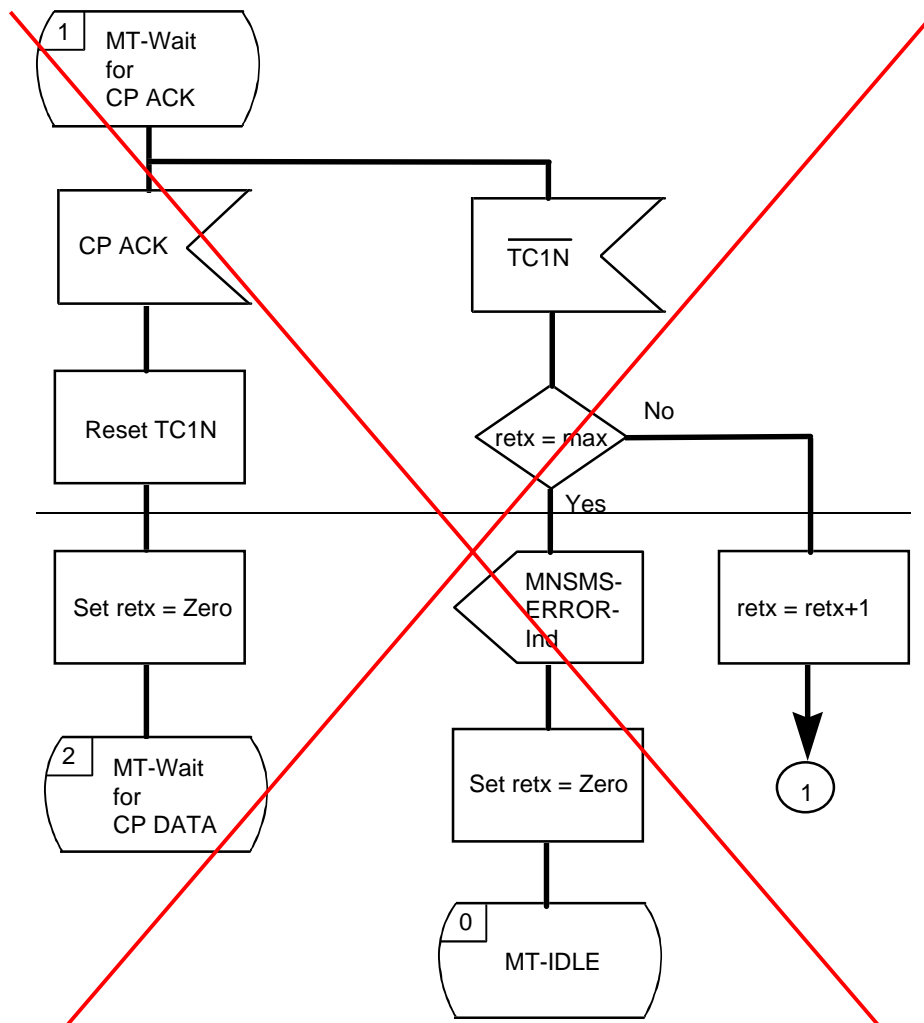 1
MT-Wait
for
CP ACK
CP ACK
TC1N
Reset TC1N
retx = max
No
Yes
Set retx = Zero
MNSMS-
ERROR-
Ind
retx = retx+1
2
MT-Wait
for
CP DATA
Set retx = Zero
1
0
MT-IDLE